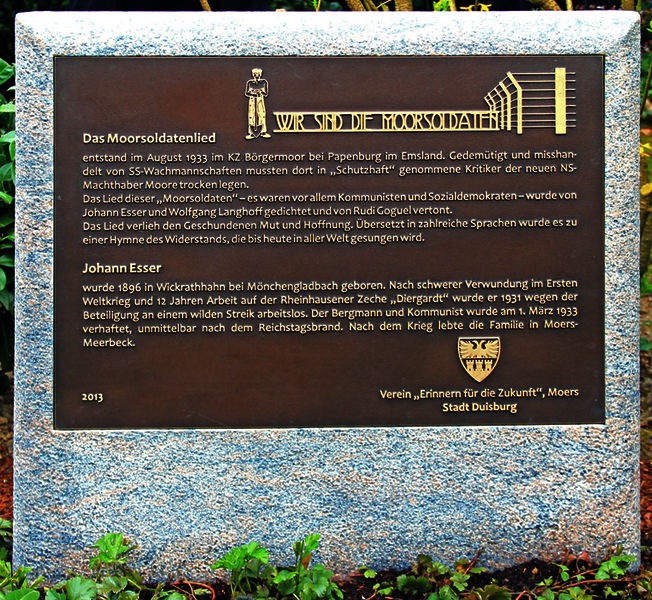 WIR SIND DIE MOORSOLDATEN
Das Moorsoldatenlied
entstand im August 1933 im KZ Börgermoor bei Papenburg im Emsland. Gedemütigt und misshan-
delt von SS-Wachmannschaften mussten dort in „Schutzhaft“ genommene Kritiker der neuen NS-
Machthaber Moore trocken legen.
Das Lied dieser „Moorsoldaten“ – es waren vor allem Kommunisten und Sozialdemokraten – wurde von
Johann Esser und Wolfgang Langhoff gedichtet und von Rudi Goguel vertont.
Das Lied verlieh den Geschundenen Mut und Hoffnung. Übersetzt in zahlreiche Sprachen wurde es zu
einer Hymne des Widerstands, die bis heute in aller Welt gesungen wird.
Johann Esser
wurde 1896 in Wickrathhahn bei Mönchengladbach geboren. Nach schwerer Verwundung im Ersten
Weltkrieg und 12 Jahren Arbeit auf der Rheinhausener Zeche „Diergardt“ wurde er 1931 wegen der
Beteiligung an einem wilden Streik arbeitslos. Der Bergmann und Kommunist wurde am 1. März 1933
verhaftet, unmittelbar nach dem Reichstagsbrand. Nach dem Krieg lebte die Familie in Moers-
Meerbeck.
2013
Verein „Erinnern für die Zukunft“, Moers
Stadt Duisburg